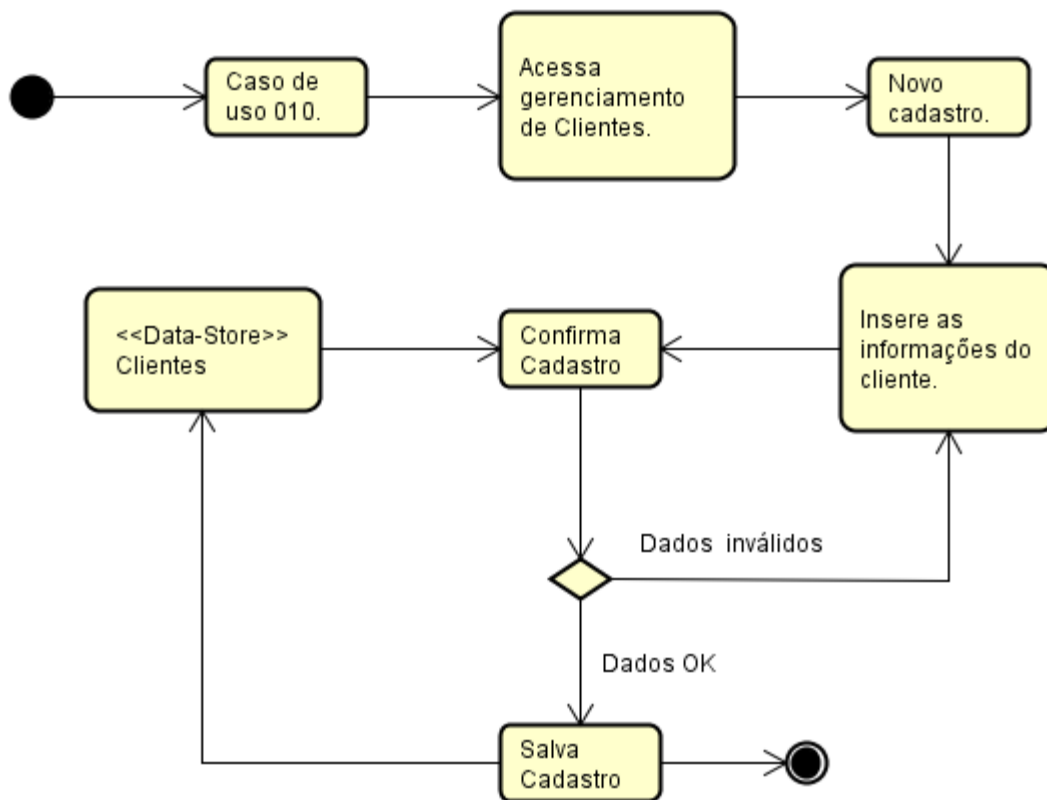 Caso de
uso 010.
Acessa
gerenciamento
de Clientes.
Novo
cadastro.
<<Data-Store>>
Clientes
Confirma
Cadastro
Insere as
informações do
cliente.
Dados inválidos
Dados OK
Salva
Cadastro